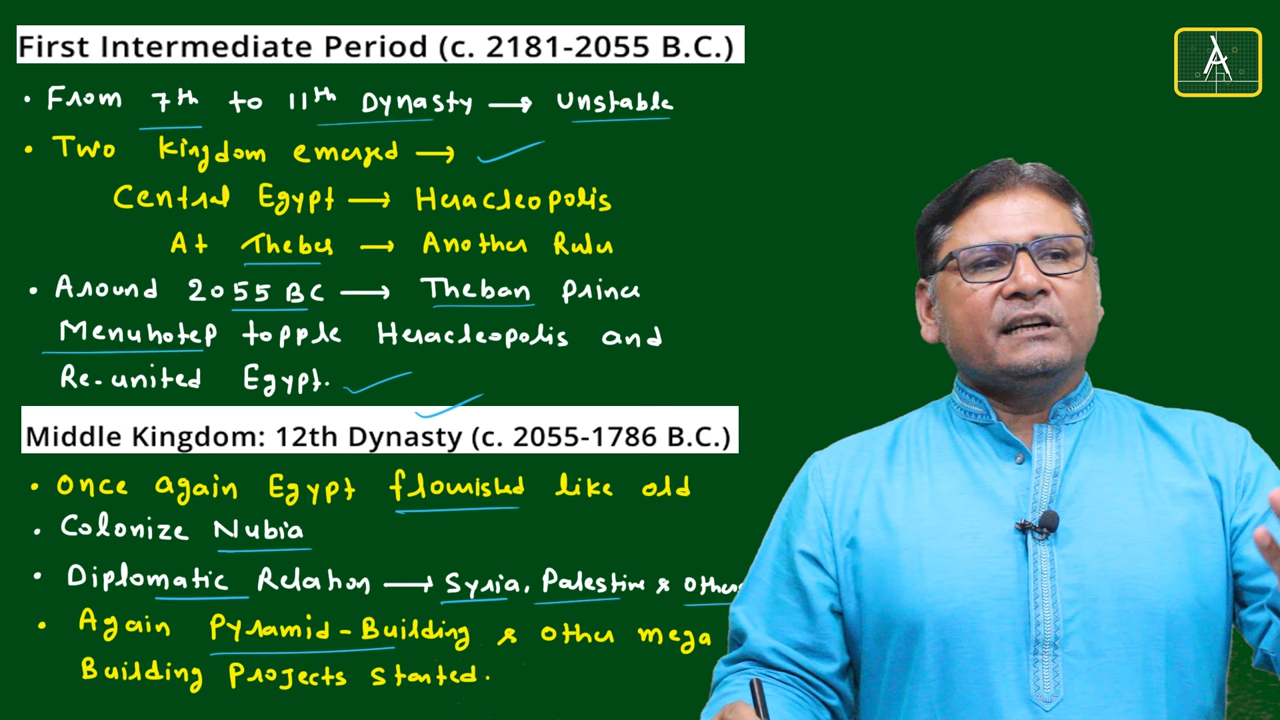 First Intermediate Period (c. 2181-2055 B.C.)
• From 7th to 11th Dynasty → Unstable
• Two Kingdom emerged →
Central Egypt → Heracleopolis
At Thebes → Another Ruler
• Around 2055 BC → Theban prince
Menuhotep topple Heracleopolis and
Re-united Egypt.
Middle Kingdom: 12th Dynasty (c. 2055-1786 B.C.)
• Once again Egypt flourished like old
• Colonize Nubia
• Diplomatic Relation → Syria, Palestine & Others
• Again Pyramid-Building & other mega
Building Projects started.